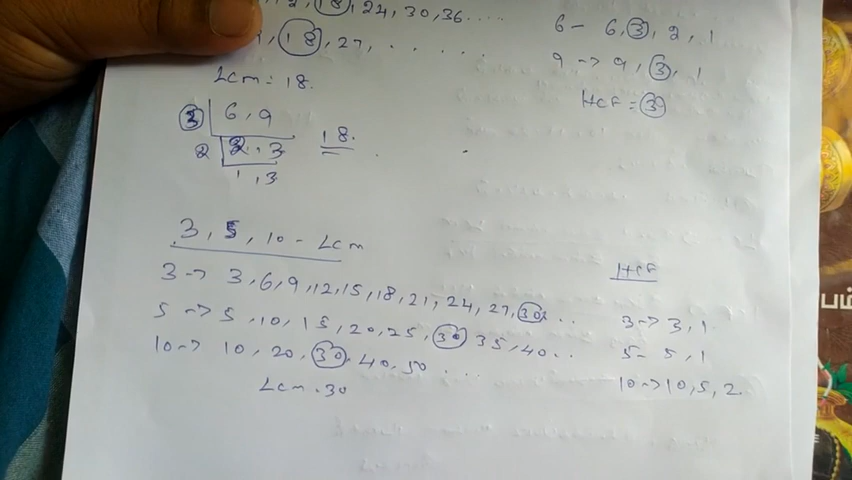 18, 24, 30, 36.....
18, 27, ......
Lcm = 18.
3 6, 9
2 2, 3
1, 3
18.
6 - 6, 3, 2, 1
9 -> 9, 3, 1
HCF = 3
3, 5, 10 - Lcm
3 -> 3, 6, 9, 12, 15, 18, 21, 24, 27, 30...
5 -> 5, 10, 15, 20, 25, 30 35, 40..
10 -> 10, 20, 30, 40, 50 ....
Lcm . 30
HCF
3 -> 3, 1
5 - 5, 1
10 -> 10, 5, 2.